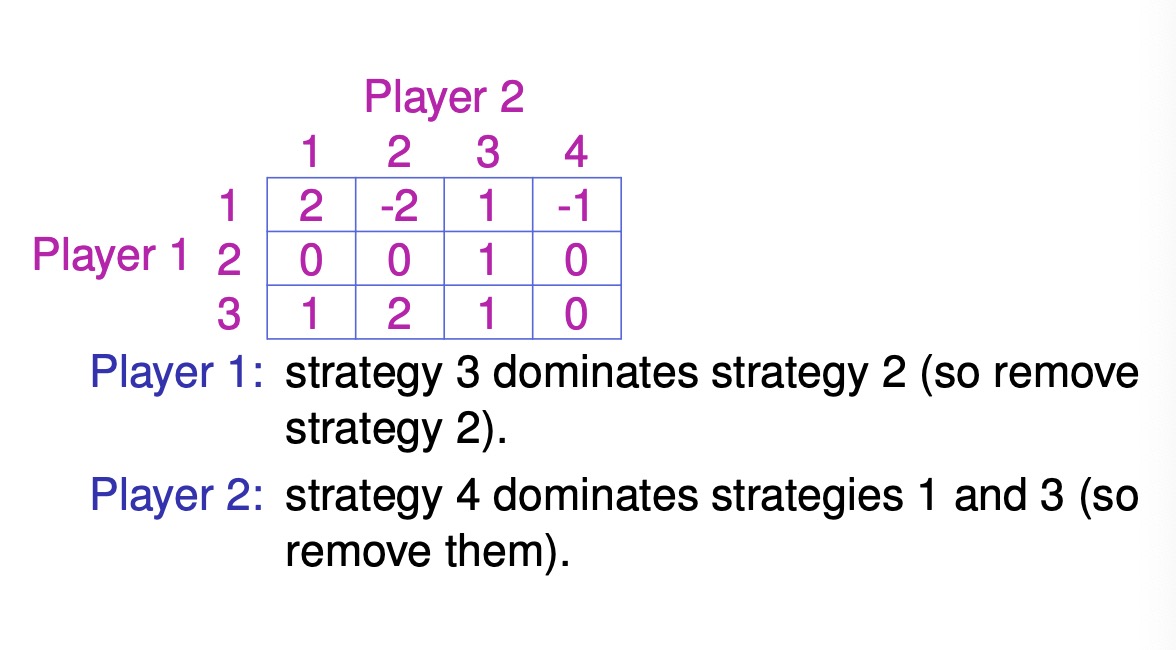 Player 2
1 2 3 4
1 2 -2 1 -1
Player 1 2 0 0 1 0
3 1 2 1 0
Player 1: strategy 3 dominates strategy 2 (so remove
strategy 2).
Player 2: strategy 4 dominates strategies 1 and 3 (so
remove them).